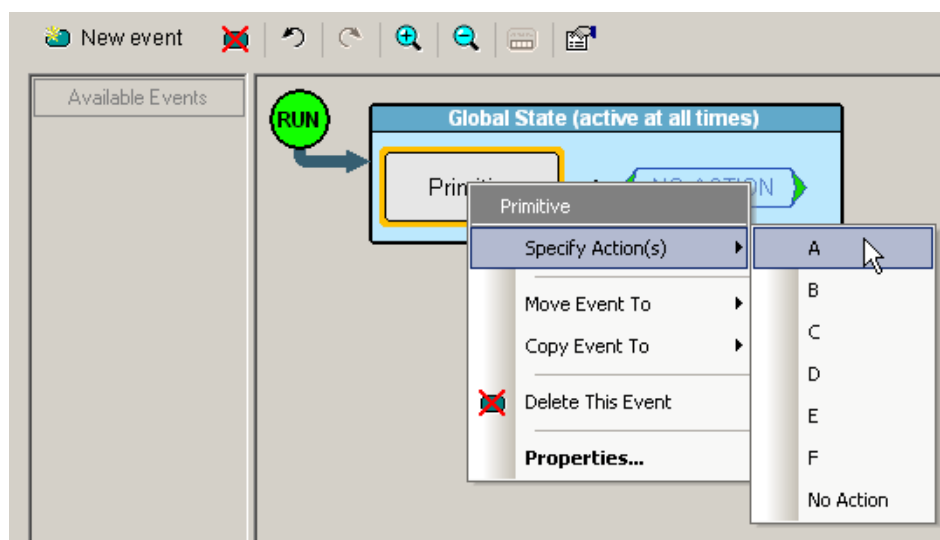 New event
Available Events
RUN
Global State (active at all times)
Primitive
Specify Action(s)
A
B
Move Event To
C
Copy Event To
D
Delete This Event
E
Properties...
F
No Action